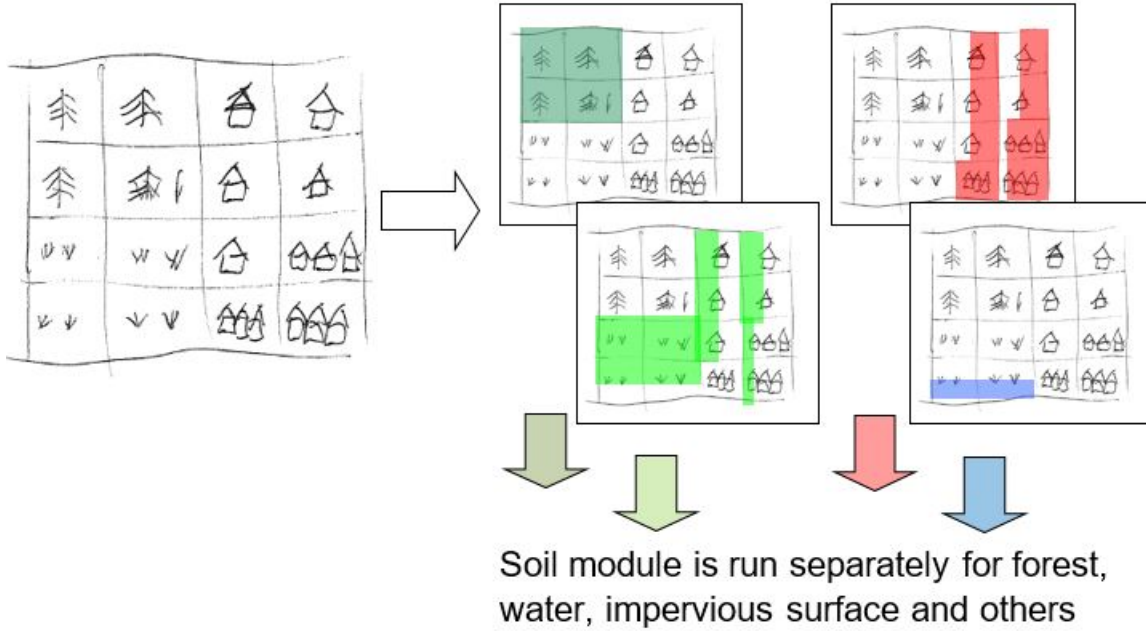 Soil module is run separately for forest,
water, impervious surface and others